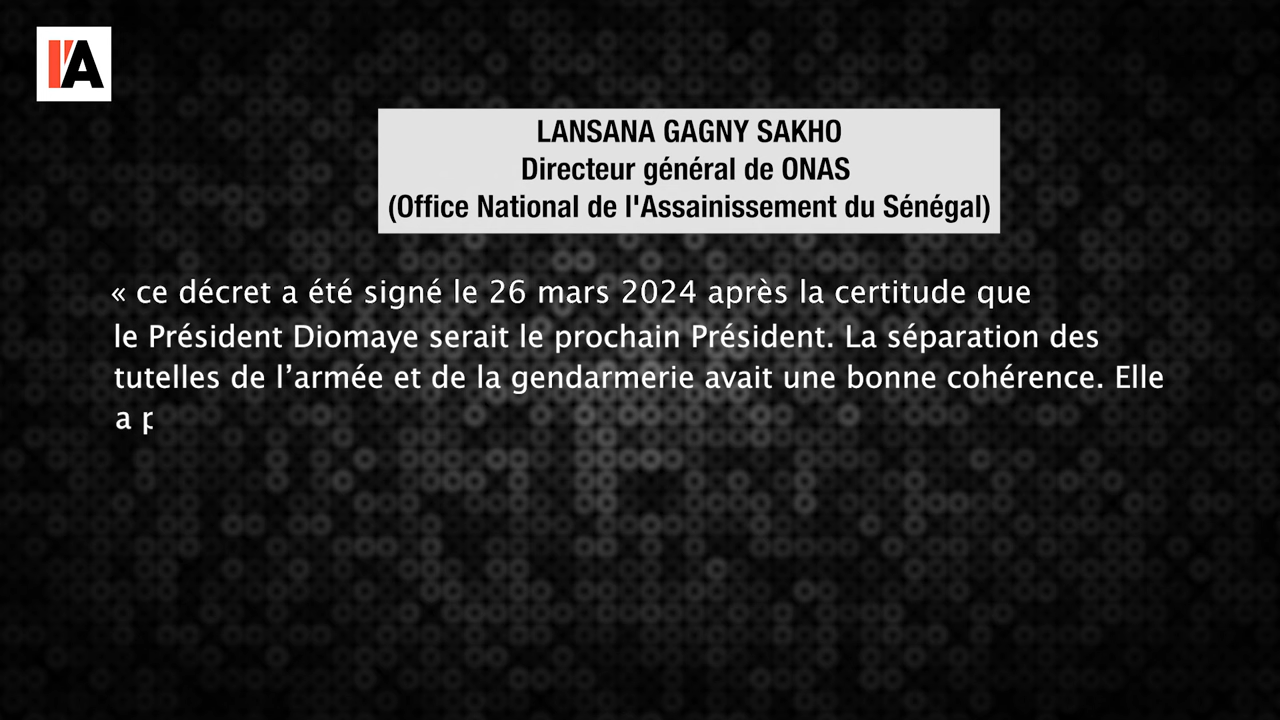 I'A
LANSANA GAGNY SAKHO
Directeur général de ONAS
(Office National de l'Assainissement du Sénégal)
« ce décret a été signé le 26 mars 2024 après la certitude que
le Président Diomaye serait le prochain Président. La séparation des
tutelles de l’armée et de la gendarmerie avait une bonne cohérence. Elle
a